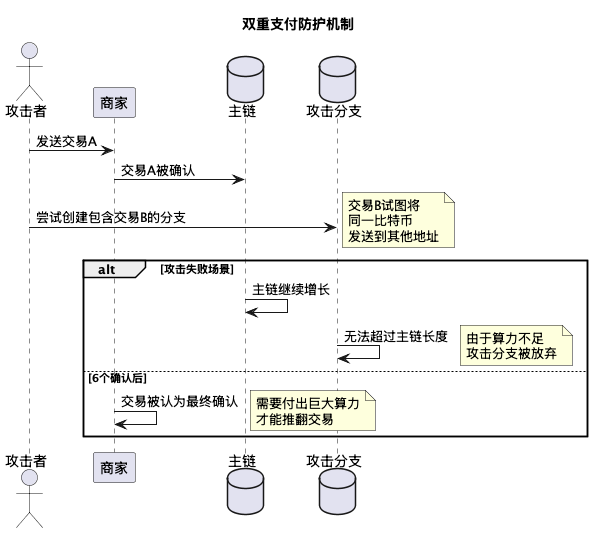 双重支付防护机制
攻击者
商家
主链
攻击分支
发送交易A
交易A被确认
尝试创建包含交易B的分支
交易B试图将
同一比特币
发送到其他地址
alt
[攻击失败场景]
主链继续增长
无法超过主链长度
由于算力不足
攻击分支被放弃
[6个确认后]
交易被认为最终确认
需要付出巨大算力
才能推翻交易
攻击者
商家
主链
攻击分支